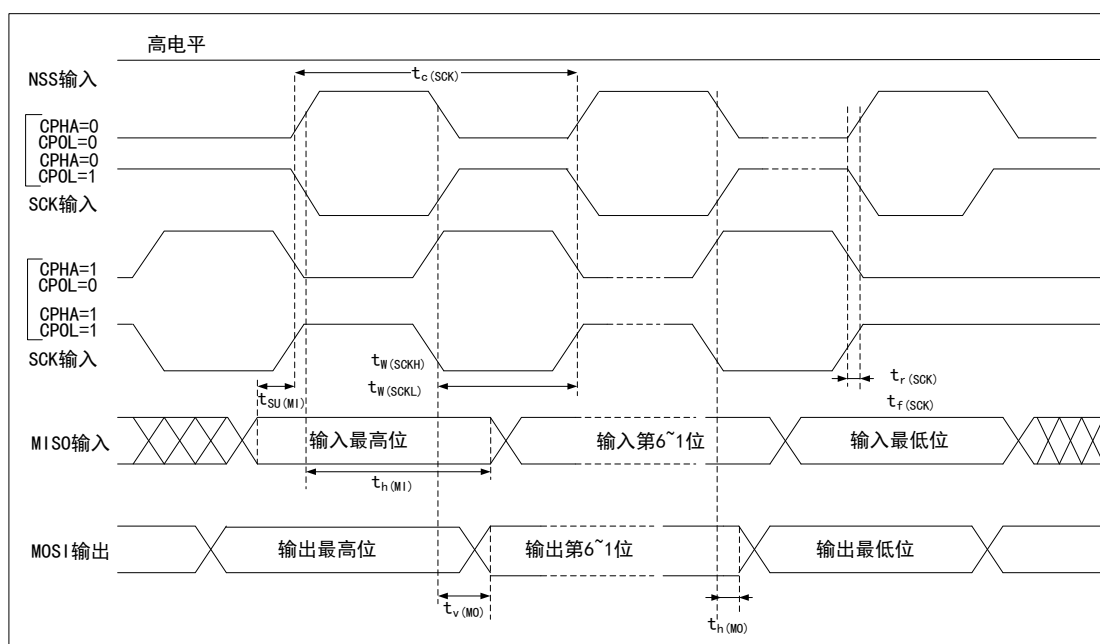 高电平
NSS输入
t_c(SCK)
CPHA=0
CPOL=0
CPHA=0
CPOL=1
SCK输入
CPHA=1
CPOL=0
CPHA=1
CPOL=1
SCK输入
t_W(SCKH)
t_W(SCKL)
t_r(SCK)
t_f(SCK)
t_SU(MI)
MISO输入
输入最高位
输入第6~1位
输入最低位
t_h(MI)
MOSI输出
输出最高位
输出第6~1位
输出最低位
t_v(MO)
t_h(MO)